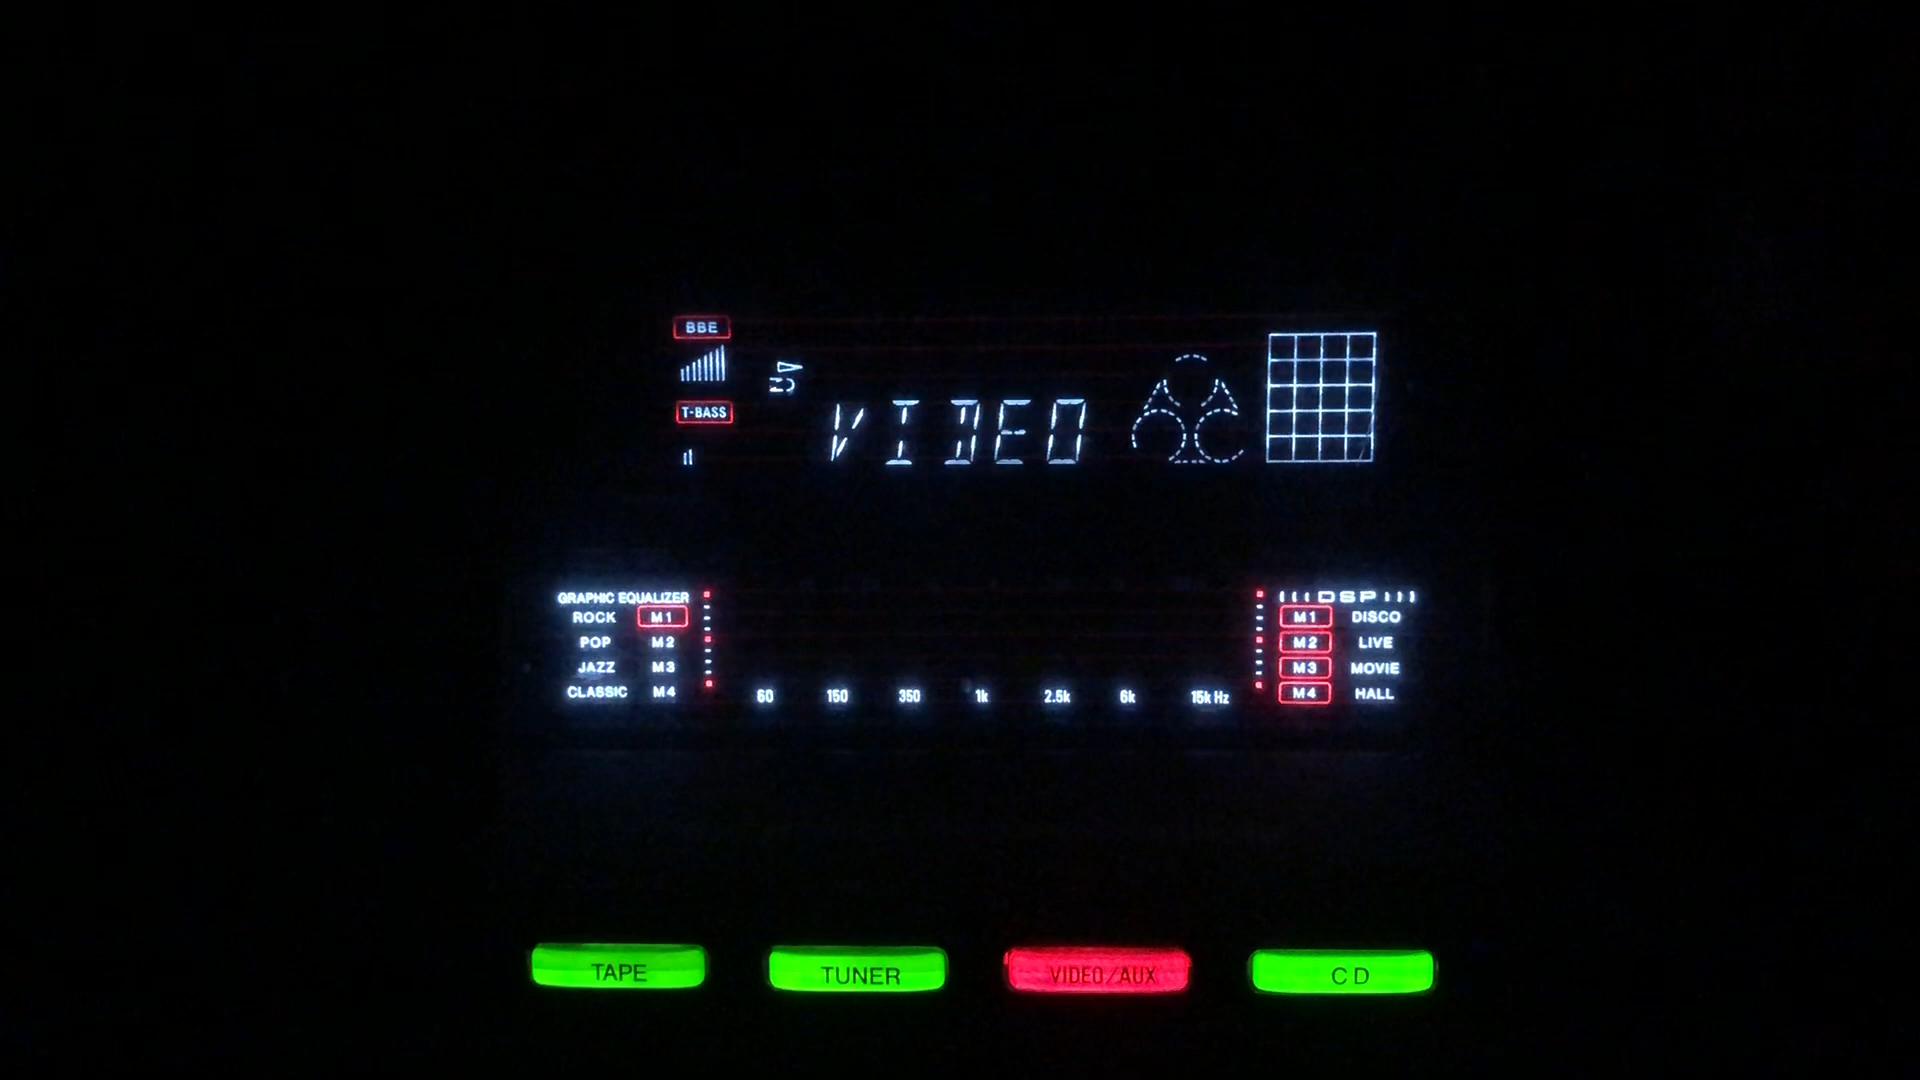 BBE
T-BASS
VIDEO
GRAPHIC EQUALIZER
ROCK M1
POP M2
JAZZ M3
CLASSIC M4
60 150 350 1k 2.5k 6k 15k Hz
DSP
M1 DISCO
M2 LIVE
M3 MOVIE
M4 HALL
TAPE TUNER VIDEO/AUX CD